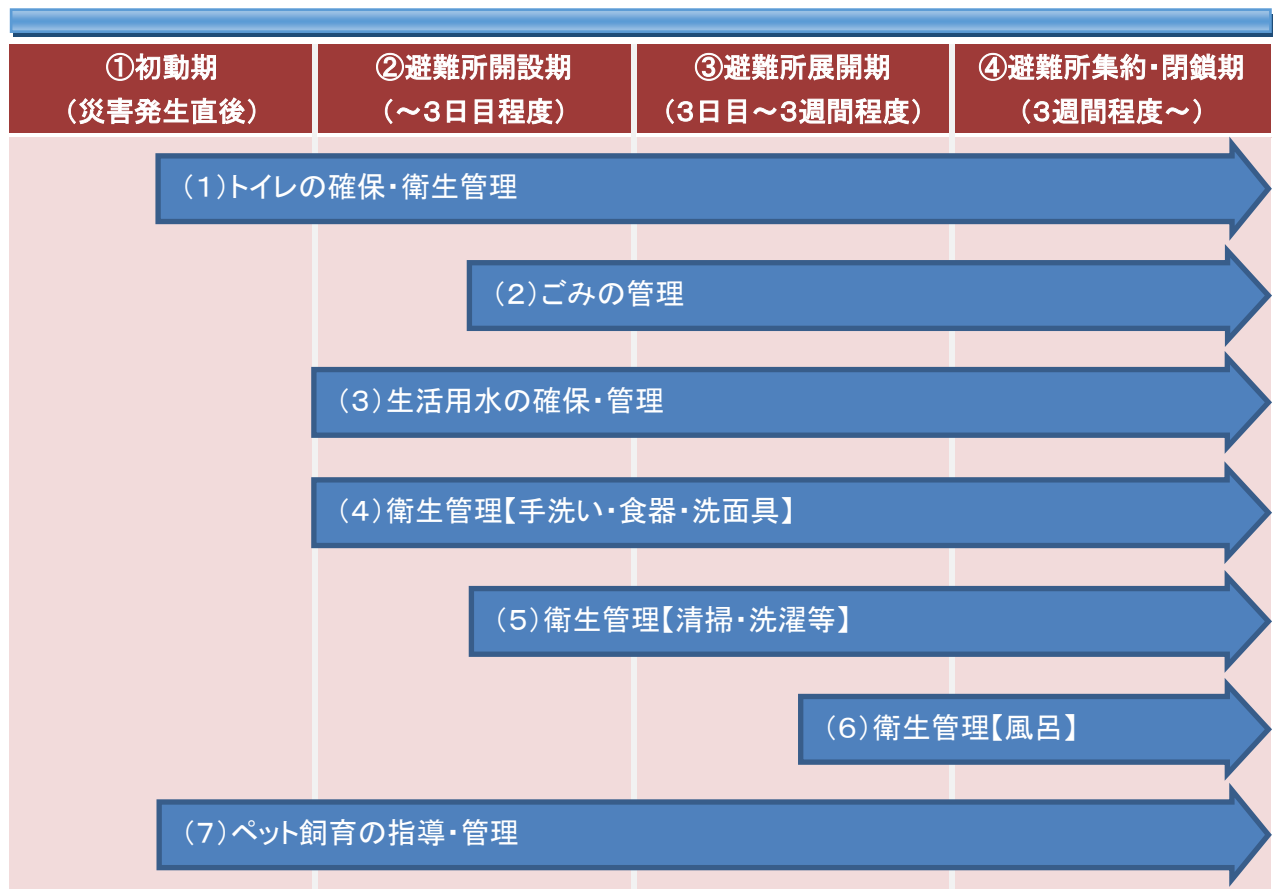 ①初動期
(災害発生直後)
②避難所開設期
(~3日目程度)
③避難所展開期
(3日目~3週間程度)
④避難所集約・閉鎖期
(3週間程度~)
(1)トイレの確保・衛生管理
(2)ごみの管理
(3)生活用水の確保・管理
(4)衛生管理【手洗い・食器・洗面具】
(5)衛生管理【清掃・洗濯等】
(6)衛生管理【風呂】
(7)ペット飼育の指導・管理